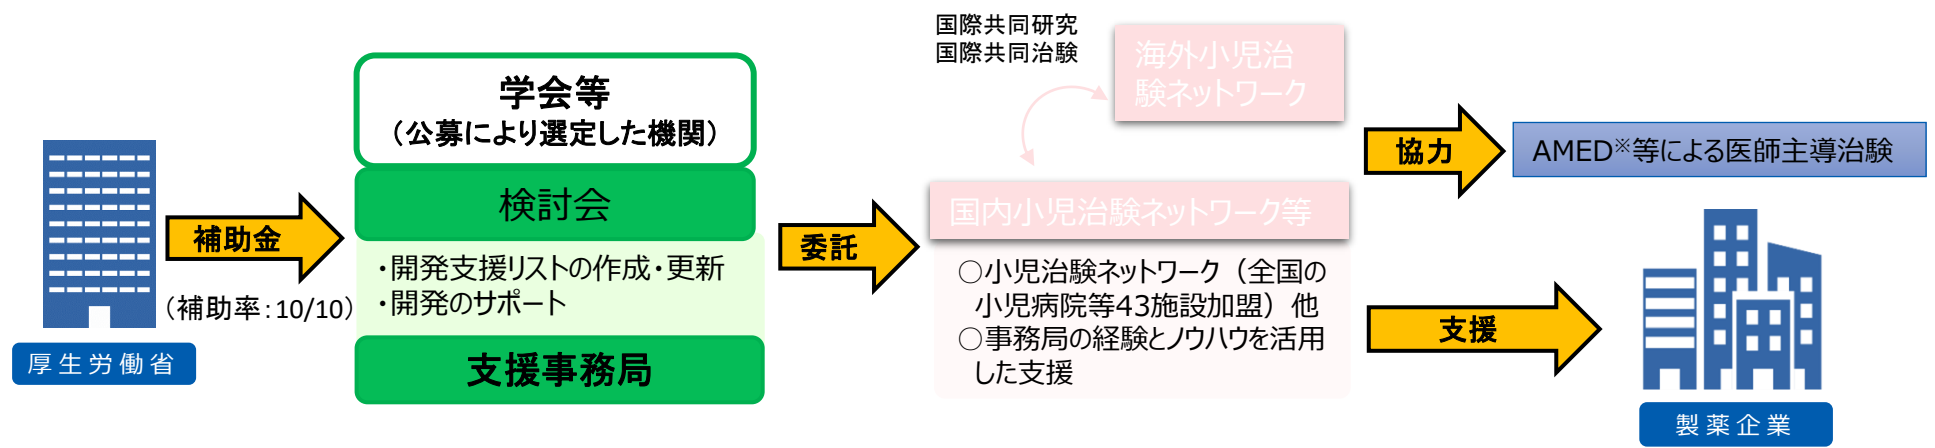 厚生労働省
補助金
（補助率：10/10）
学会等
（公募により選定した機関）
検討会
・開発支援リストの作成・更新
・開発のサポート
支援事務局
委託
国際共同研究
国際共同治験
海外小児治
験ネットワーク
国内小児治験ネットワーク等
○小児治験ネットワーク（全国の
小児病院等43施設加盟）他
○事務局の経験とノウハウを活用
した支援
協力
AMED※等による医師主導治験
支援
製薬企業